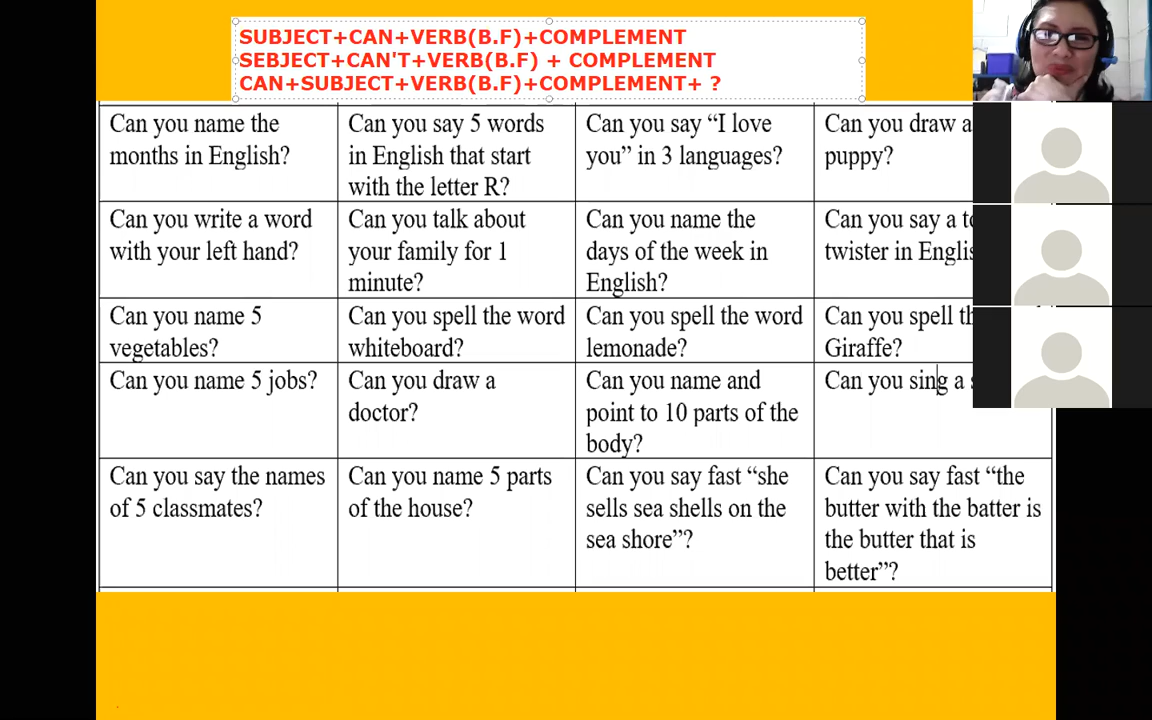 SUBJECT+CAN+VERB(B.F)+COMPLEMENT
SEBJECT+CAN'T+VERB(B.F) + COMPLEMENT
CAN+SUBJECT+VERB(B.F)+COMPLEMENT+ ?
Can you name the
months in English?
Can you say 5 words
in English that start
with the letter R?
Can you say “I love
you” in 3 languages?
Can you draw a
puppy?
Can you write a word
with your left hand?
Can you talk about
your family for 1
minute?
Can you name the
days of the week in
English?
Can you say a
twister in
Can you name 5
vegetables?
Can you spell the word
whiteboard?
Can you spell the word
lemonade?
Can you spell
Giraffe?
Can you name 5 jobs?
Can you draw a
doctor?
Can you name and
point to 10 parts of the
body?
Can you sing a
Can you say the names
of 5 classmates?
Can you name 5 parts
of the house?
Can you say fast “she
sells sea shells on the
sea shore”?
Can you say fast “the
butter with the batter is
the butter that is
better”?